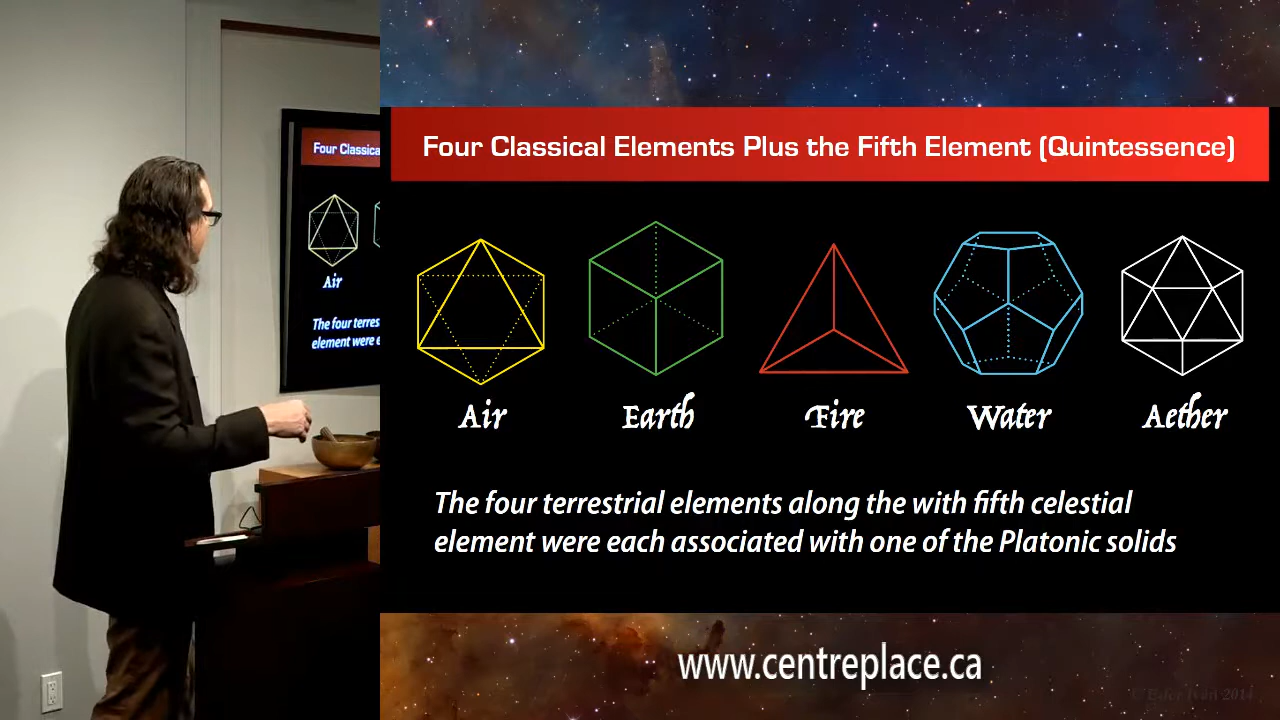 Four Classical Elements Plus the Fifth Element (Quintessence)
Four Classica
Air
The four terres
element were e
Air Earth Fire Water Aether
The four terrestrial elements along the with fifth celestial
element were each associated with one of the Platonic solids
www.centreplace.ca